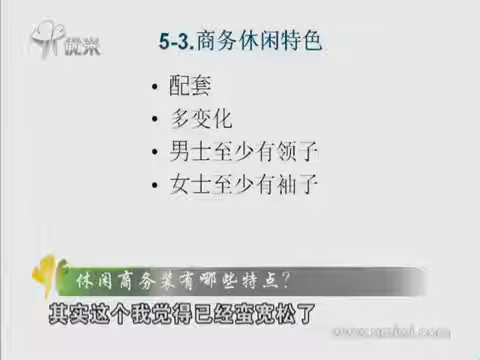 优米
5-3.商务休闲特色
• 配套
• 多变化
• 男士至少有领子
• 女士至少有袖子
休闲商务装有哪些特点?
其实这个我觉得已经蛮宽松了